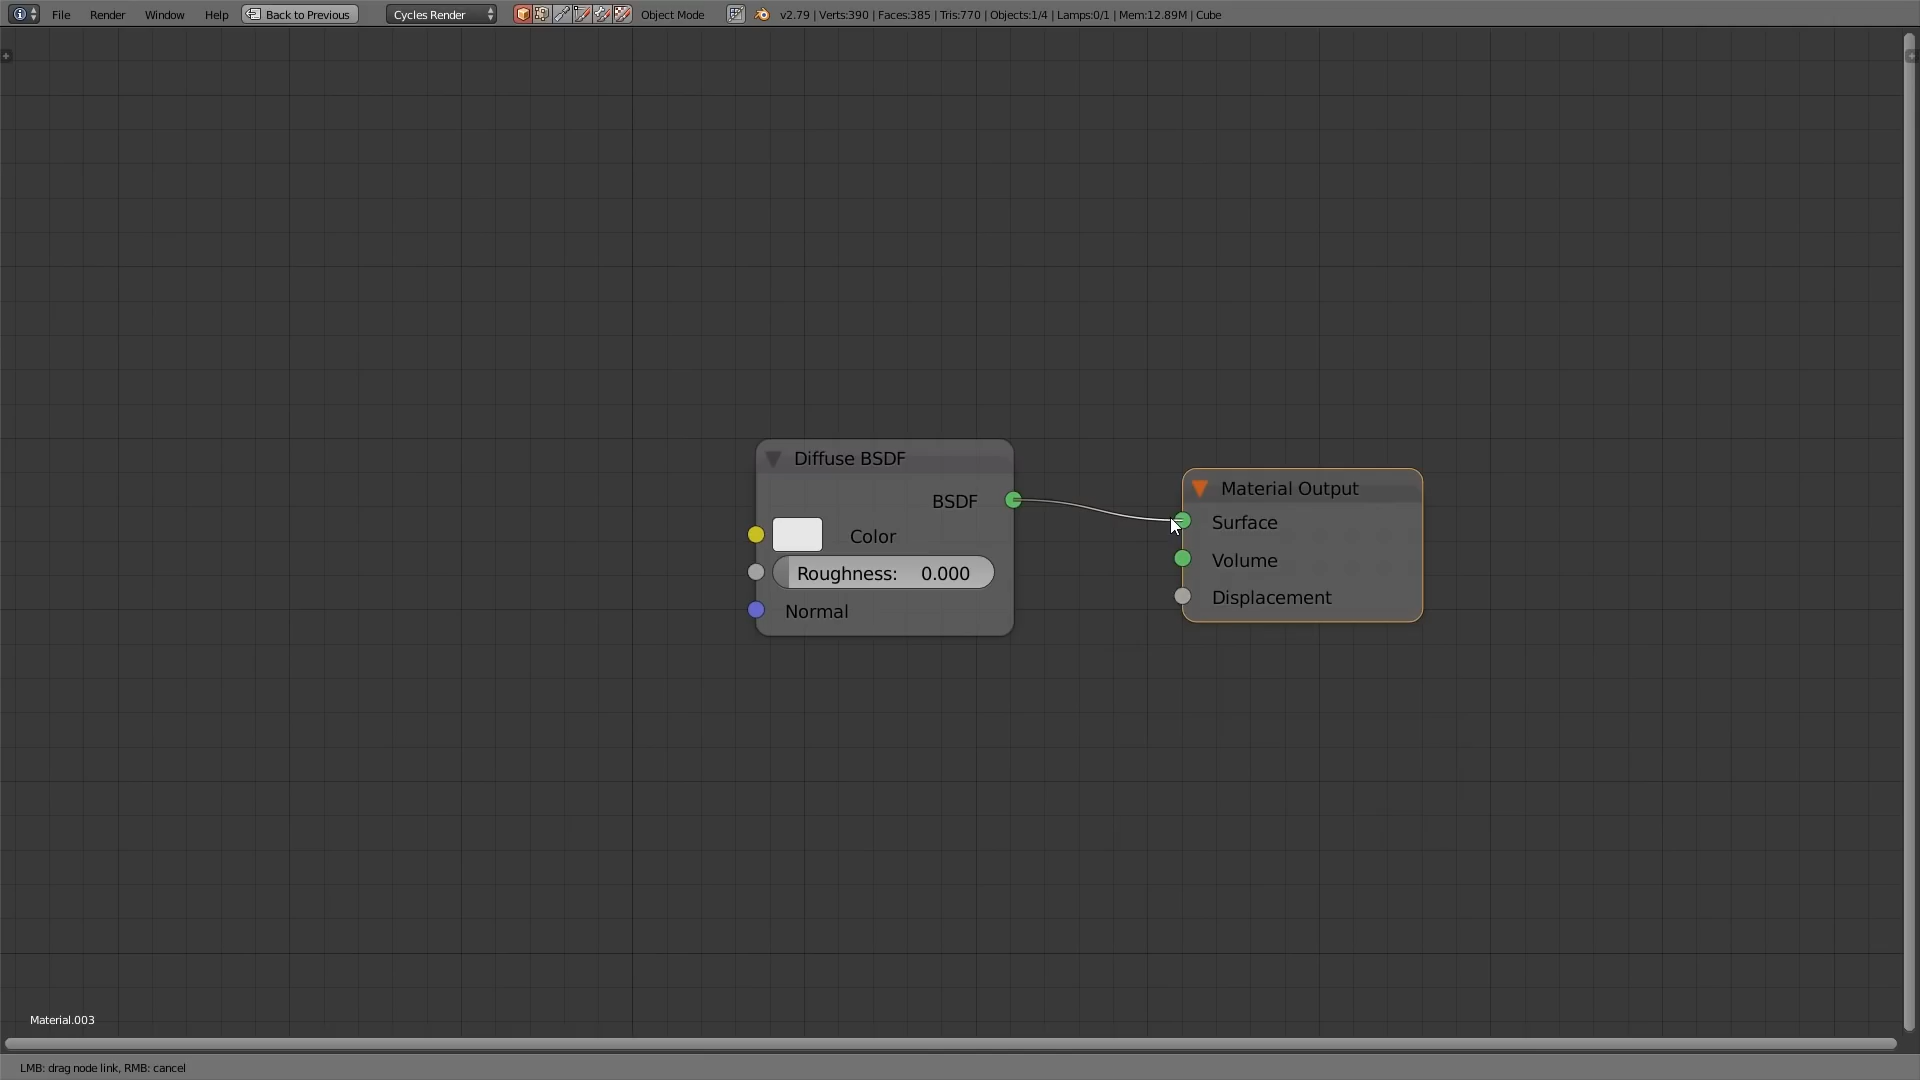 File Render Window Help Back to Previous Cycles Render Object Mode v2.79 | Verts:390 | Faces:385 | Tris:770 | Objects:1/4 | Lamps:0/1 | Mem:12.89M | Cube
Diffuse BSDF
BSDF
Color
Roughness: 0.000
Normal
Material Output
Surface
Volume
Displacement
Material.003
LMB: drag node link, RMB: cancel